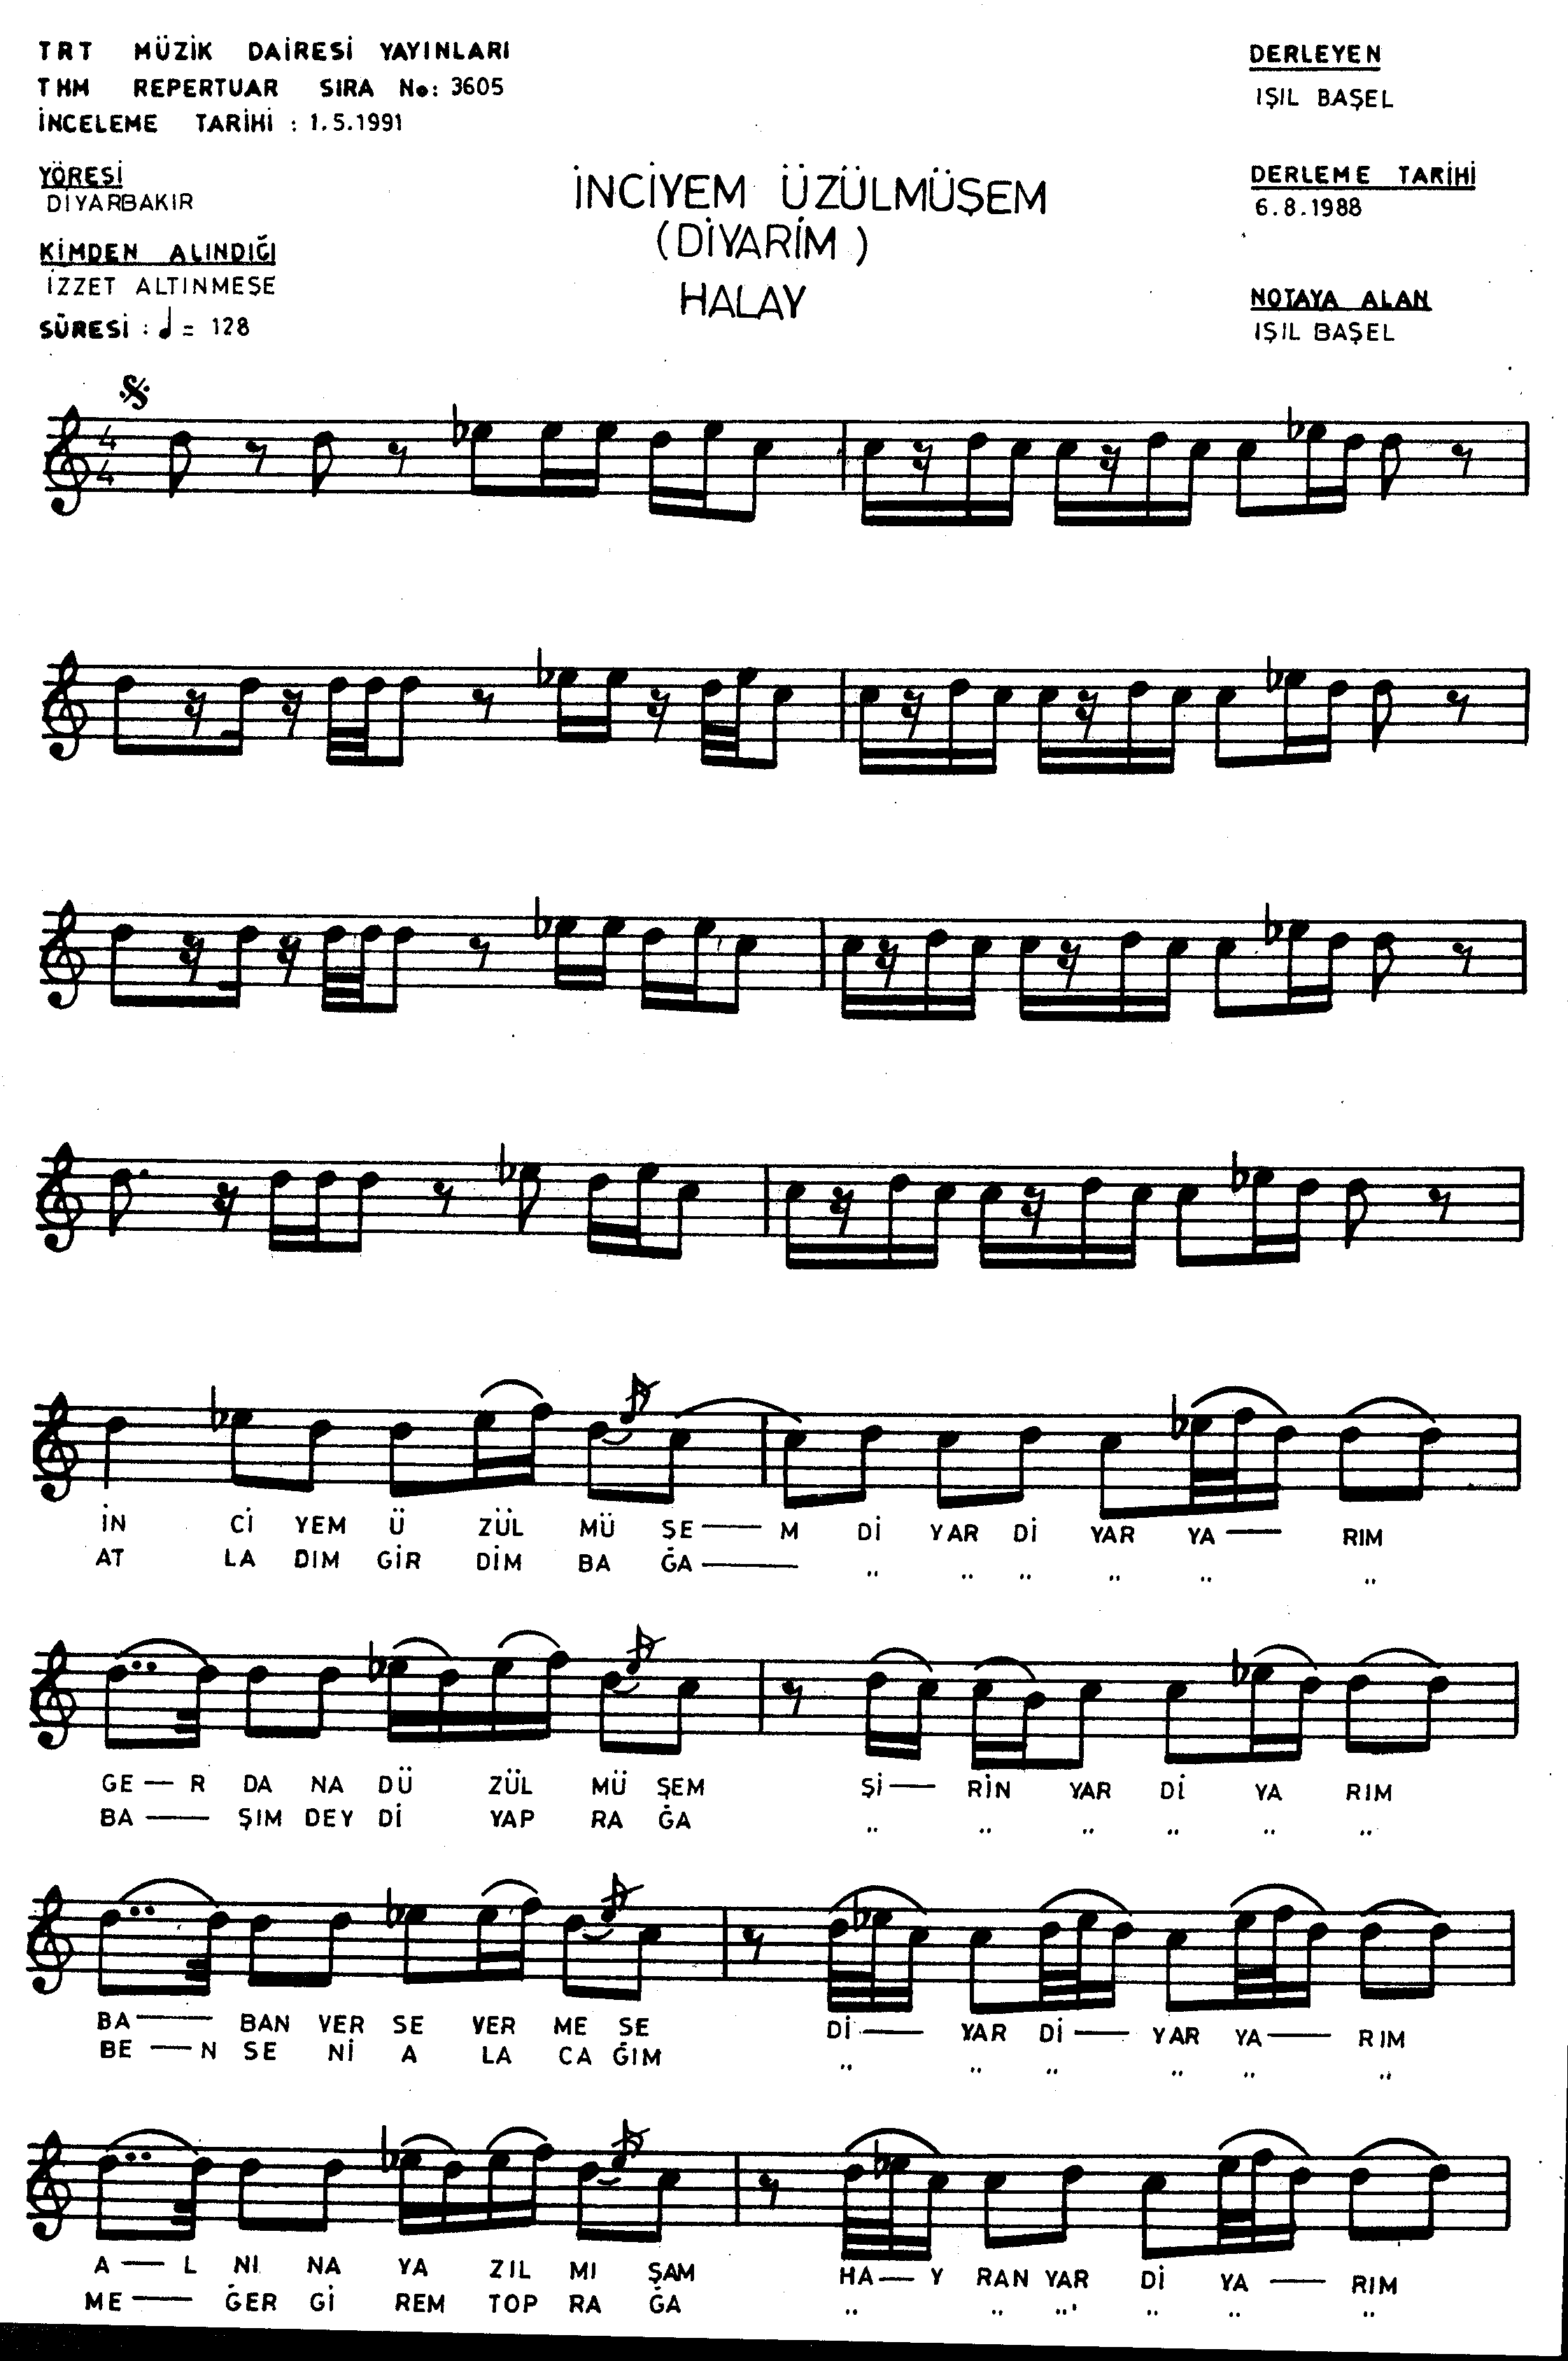 TRT MÜZİK DAİRESİ YAYINLARI
THM REPERTUAR SIRA No: 3605
İNCELEME TARİHİ : 1.5.1991
DERLEYEN
IŞIL BAŞEL
YÖRESİ
DİYARBAKIR
KİMDEN ALINDIĞI
İZZET ALTINMEŞE
SÜRESİ : ♩ = 128
İNCİYEM ÜZÜLMÜŞEM
(DİYARİM)
HALAY
DERLEME TARİHİ
6.8.1988
NOTAYA ALAN
IŞIL BAŞEL
4
4
İN Cİ YEM Ü ZÜL MÜ ŞE — M Dİ YAR Dİ YAR YA — RIM
AT LA DIM GİR DİM BA ĞA — " " " " " "
GE — R DA NA DÜ ZÜL MÜ ŞEM Şİ — RİN YAR Dİ YA RIM
BA — ŞIM DEY Dİ YAP RA ĞA " " " " " "
BA — BAN VER SE VER ME SE Dİ — YAR Dİ — YAR YA — RIM
BE — N SE Nİ A LA CA ĞIM " " " " " "
A — L NI NA YA ZIL MI ŞAM HA — Y RAN YAR Dİ YA — RIM
ME — ĞER Gİ REM TOP RA ĞA " " " " " "